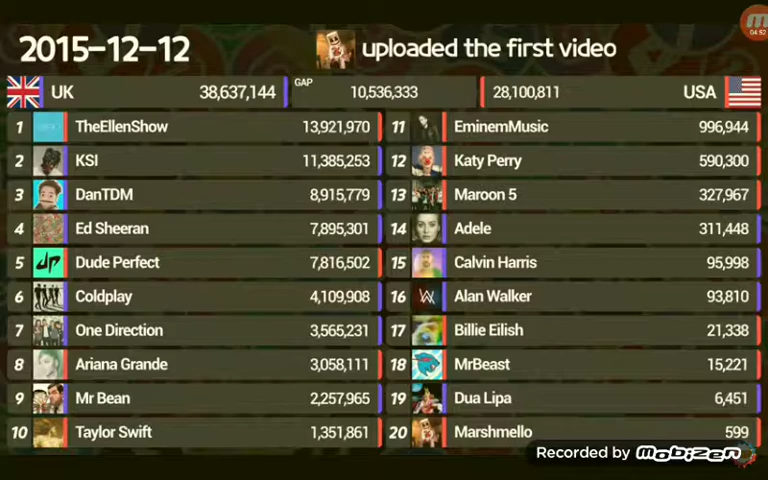 04:52
2015-12-12 uploaded the first video
UK 38,637,144 GAP 10,536,333 28,100,811 USA
1 TheEllenShow 13,921,970 11 EminemMusic 996,944
2 KSI 11,385,253 12 Katy Perry 590,300
3 DanTDM 8,915,779 13 Maroon 5 327,967
4 Ed Sheeran 7,895,301 14 Adele 311,448
5 Dude Perfect 7,816,502 15 Calvin Harris 95,998
6 Coldplay 4,109,908 16 Alan Walker 93,810
7 One Direction 3,565,231 17 Billie Eilish 21,338
8 Ariana Grande 3,058,111 18 MrBeast 15,221
9 Mr Bean 2,257,965 19 Dua Lipa 6,451
10 Taylor Swift 1,351,861 20 Marshmello 599
Recorded by Mobizen